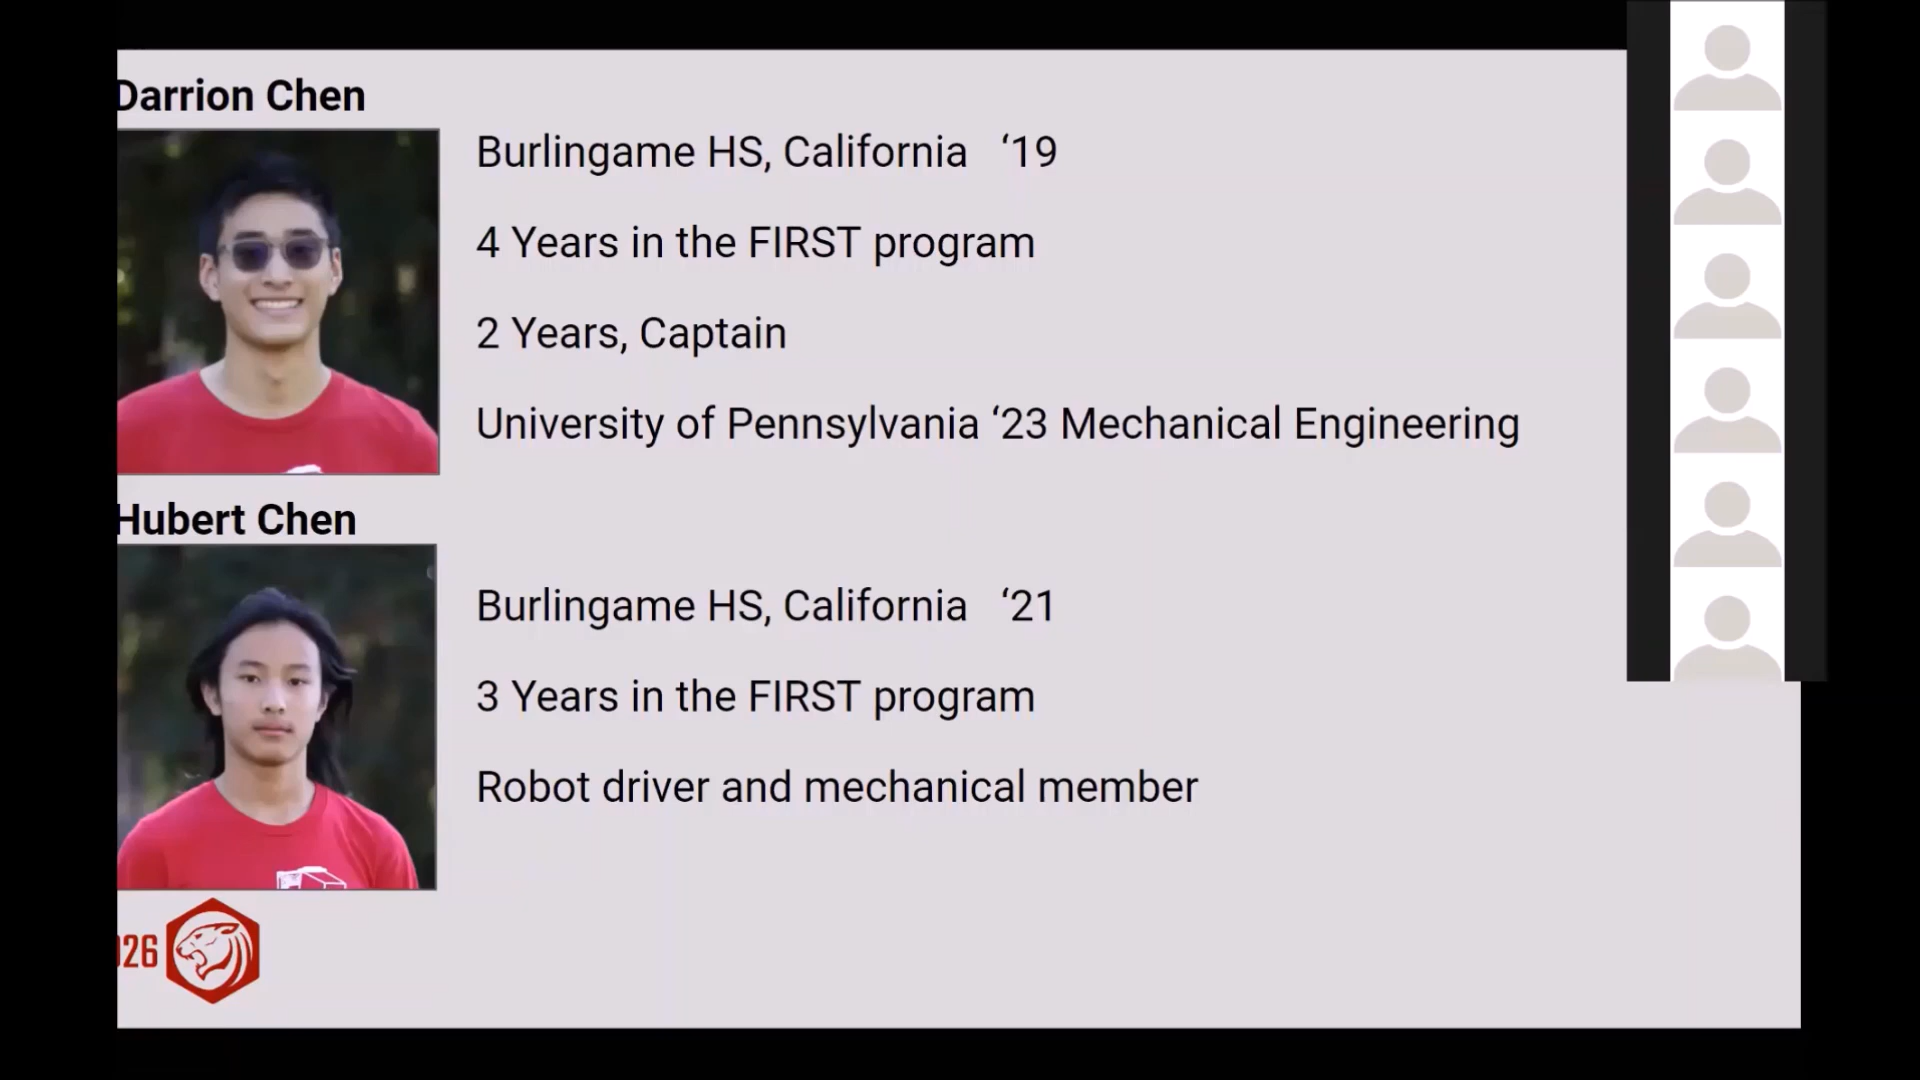 Darrion Chen
Burlingame HS, California ‘19
4 Years in the FIRST program
2 Years, Captain
University of Pennsylvania ‘23 Mechanical Engineering
Hubert Chen
Burlingame HS, California ‘21
3 Years in the FIRST program
Robot driver and mechanical member
26